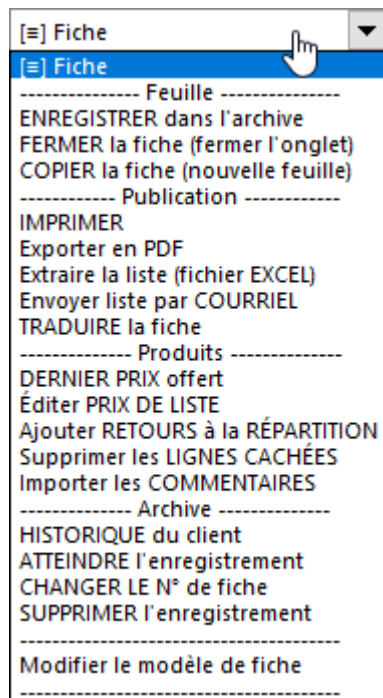 [≡] Fiche
[≡] Fiche
--------------- Feuille ---------------
ENREGISTRER dans l'archive
FERMER la fiche (fermer l'onglet)
COPIER la fiche (nouvelle feuille)
------------ Publication ------------
IMPRIMER
Exporter en PDF
Extraire la liste (fichier EXCEL)
Envoyer liste par COURRIEL
TRADUIRE la fiche
-------------- Produits --------------
DERNIER PRIX offert
Éditer PRIX DE LISTE
Ajouter RETOURS à la RÉPARTITION
Supprimer les LIGNES CACHÉES
Importer les COMMENTAIRES
-------------- Archive --------------
HISTORIQUE du client
ATTEINDRE l'enregistrement
CHANGER LE N° de fiche
SUPPRIMER l'enregistrement
----------------------------------------
Modifier le modèle de fiche
----------------------------------------